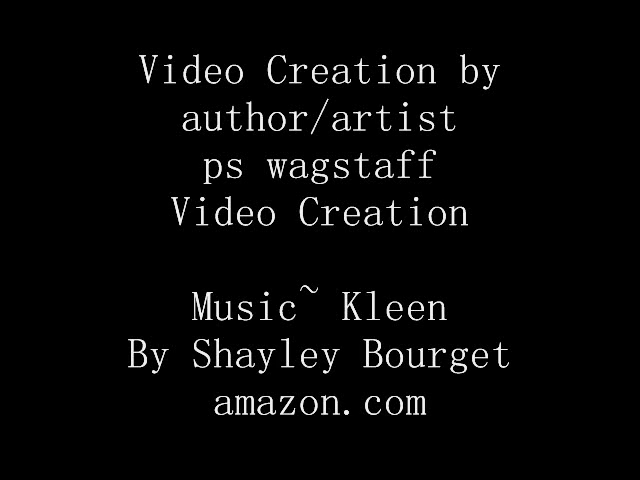 Video Creation by
author/artist
ps wagstaff
Video Creation
Music~ Kleen
By Shayley Bourget
amazon.com